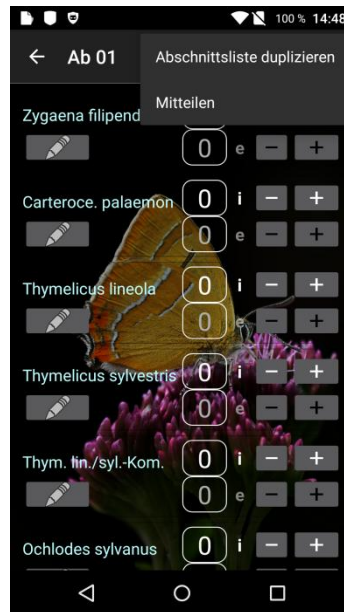 100 % 14:48
Ab 01
Abschnittsliste duplizieren
Mitteilen
Zygaena filipend
0 e − +
Carteroce. palaemon 0 i − +
0 e − +
Thymelicus lineola 0 i − +
0 e − +
Thymelicus sylvestris 0 i − +
0 e − +
Thym. lin./syl.-Kom. 0 i − +
0 e − +
Ochlodes sylvanus 0 i − +